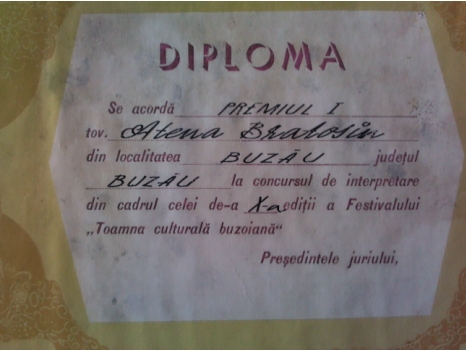 DIPLOMA
Se acordă PREMIUL I
tov. Atena Bratosin
din localitatea BUZĂU județul
BUZĂU la concursul de interpretare
din cadrul celei de-a X-a ediții a Festivalului
„Toamna culturală buzoiană“
Președintele juriului,